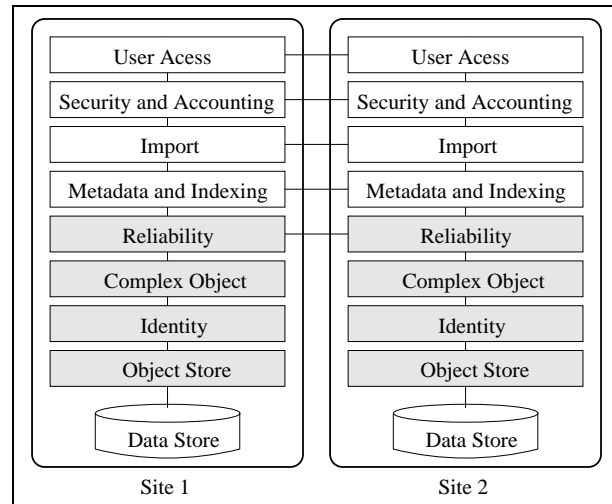 User Acess
Security and Accounting
Import
Metadata and Indexing
Reliability
Complex Object
Identity
Object Store
Data Store
Site 1
User Acess
Security and Accounting
Import
Metadata and Indexing
Reliability
Complex Object
Identity
Object Store
Data Store
Site 2